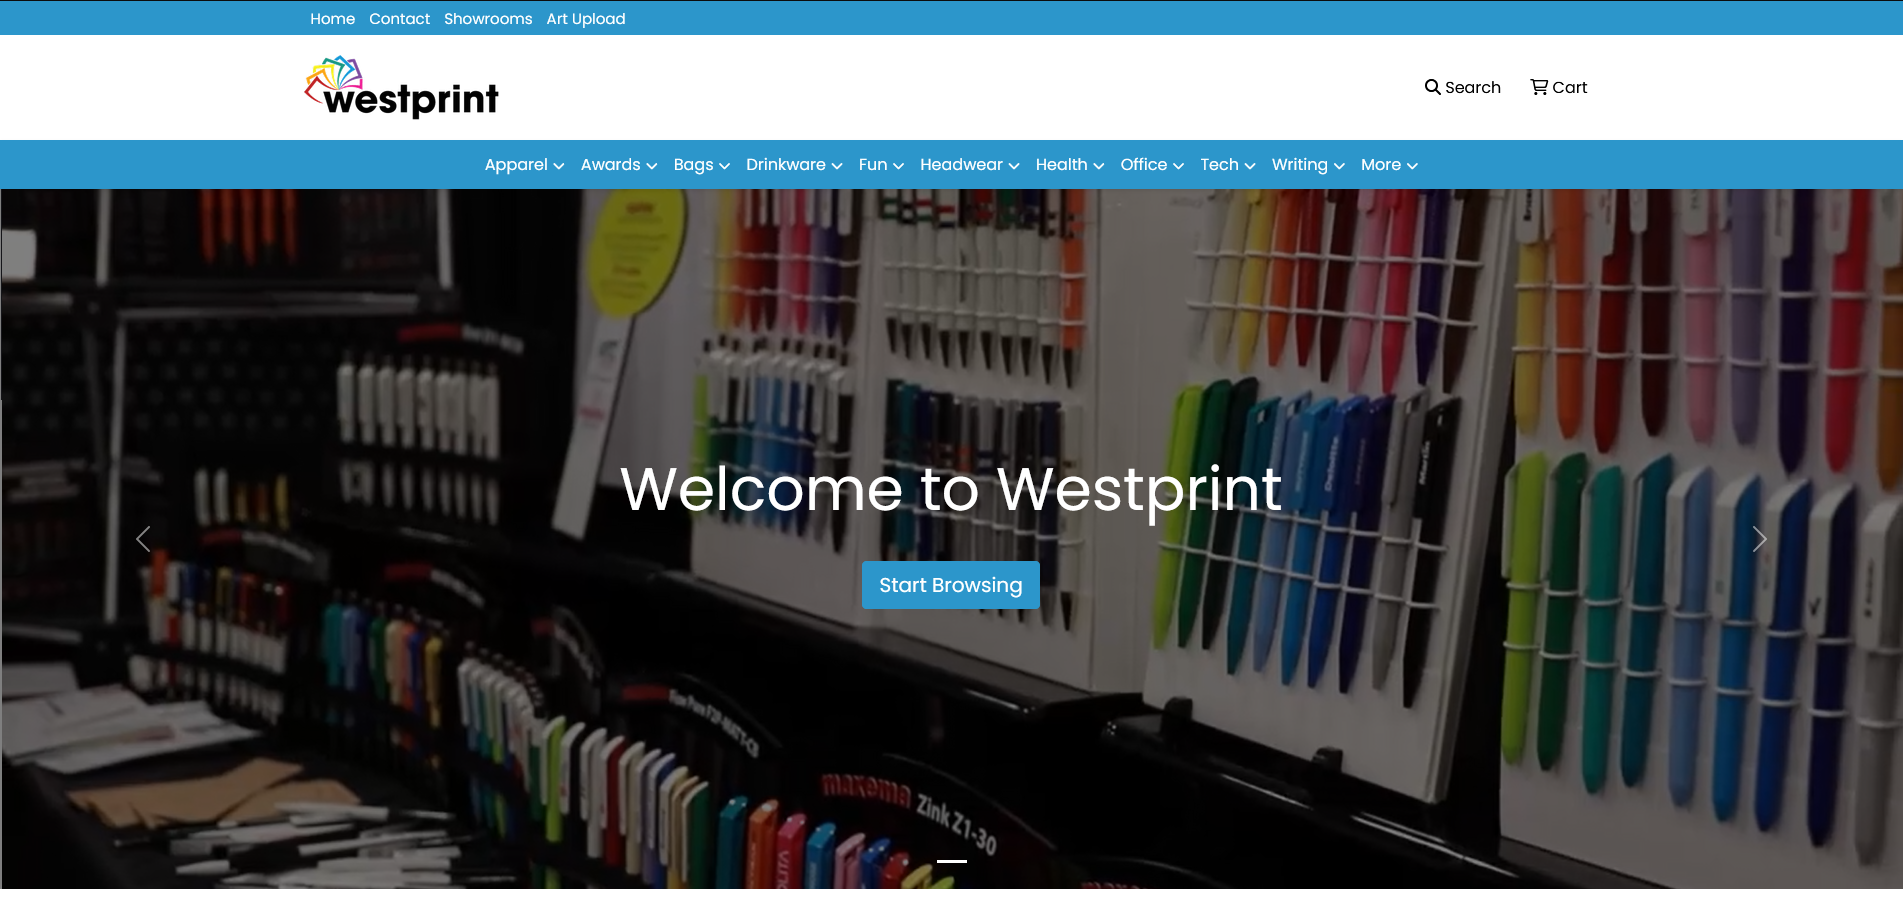 Home Contact Showrooms Art Upload
westprint
Search Cart
Apparel Awards Bags Drinkware Fun Headwear Health Office Tech Writing More
Welcome to Westprint
Start Browsing
maxema Zink Z1-30